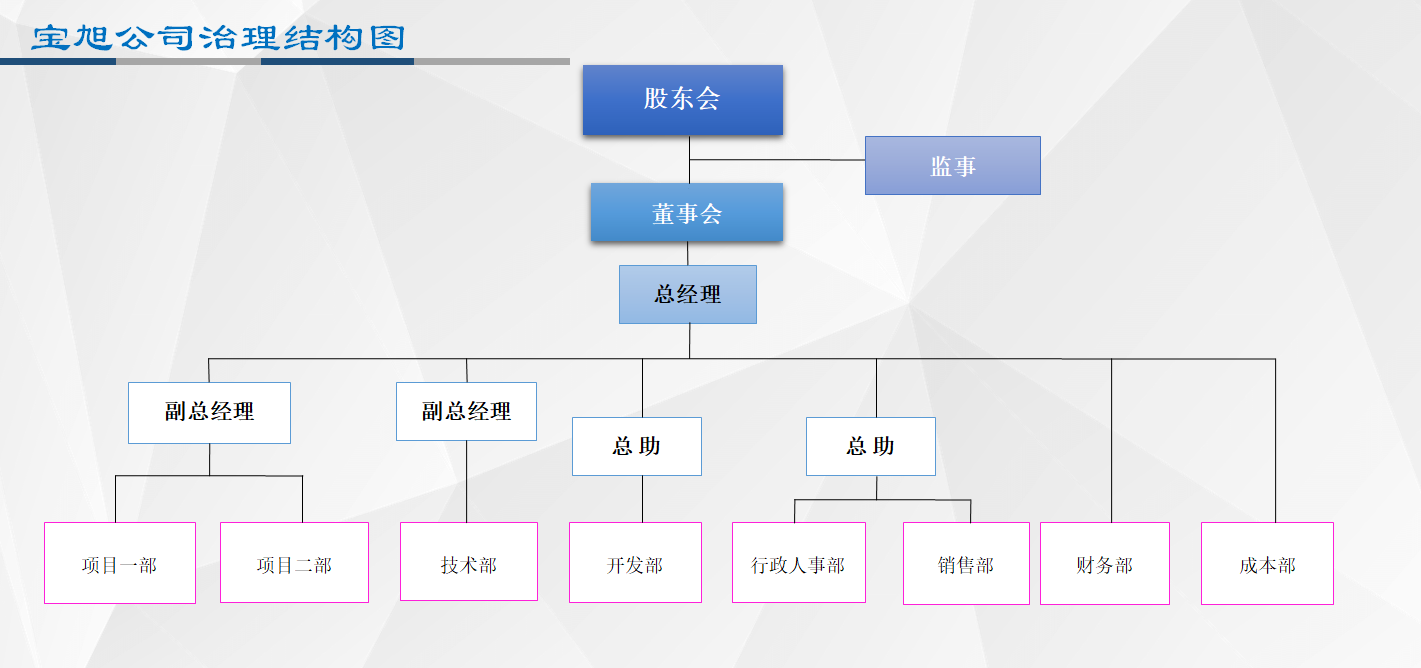 宝旭公司治理结构图
股东会
监事
董事会
总经理
副总经理
副总经理
总 助
总 助
项目一部
项目二部
技术部
开发部
行政人事部
销售部
财务部
成本部